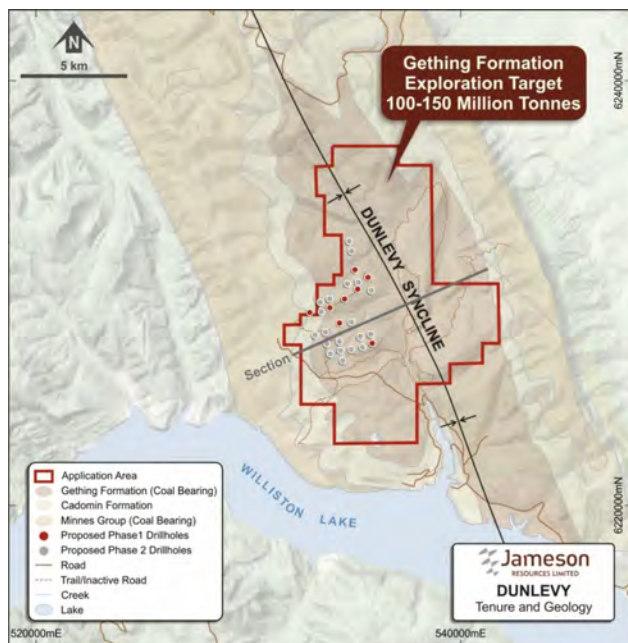 N
5 km
Gething Formation
Exploration Target
100-150 Million Tonnes
6240000mN
DUNLEVY SYNCLINE
Section
WILLISTON LAKE
6220000mN
Application Area
Gething Formation (Coal Bearing)
Cadomin Formation
Minnes Group (Coal Bearing)
Proposed Phase1 Drillholes
Proposed Phase 2 Drillholes
Road
Trail/Inactive Road
Creek
Lake
Jameson
RESOURCES LIMITED
DUNLEVY
Tenure and Geology
520000mE
540000mE